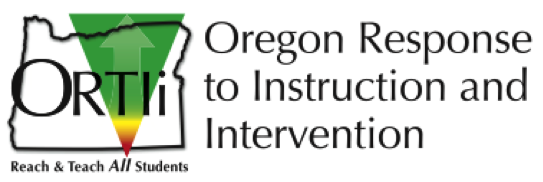 ORTIi
Reach & Teach All Students
Oregon Response
to Instruction and
Intervention